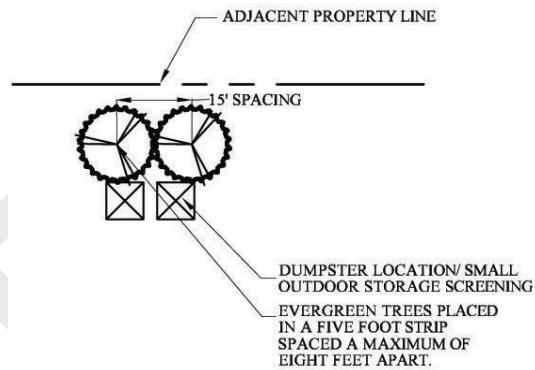 ADJACENT PROPERTY LINE
15' SPACING
DUMPSTER LOCATION/ SMALL
OUTDOOR STORAGE SCREENING
EVERGREEN TREES PLACED
IN A FIVE FOOT STRIP
SPACED A MAXIMUM OF
EIGHT FEET APART.